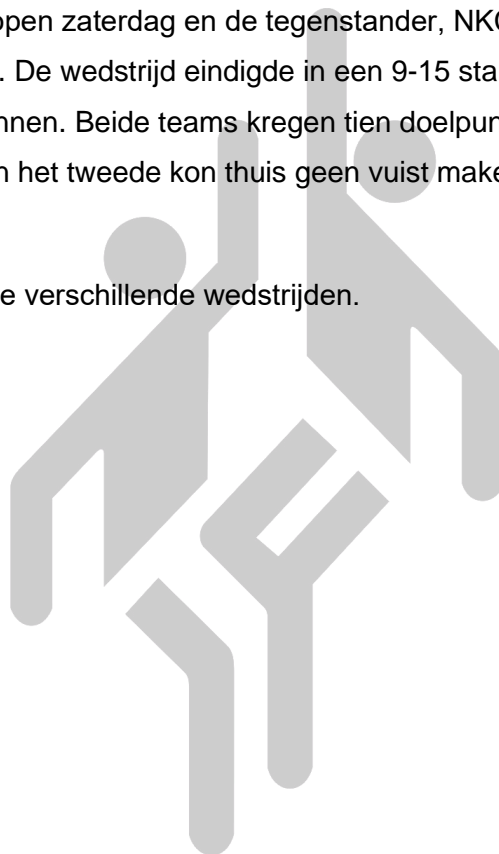 open zaterdag en de tegenstander, NKC
. De wedstrijd eindigde in een 9-15 sta
nnen. Beide teams kregen tien doelpun
n het tweede kon thuis geen vuist make
e verschillende wedstrijden.